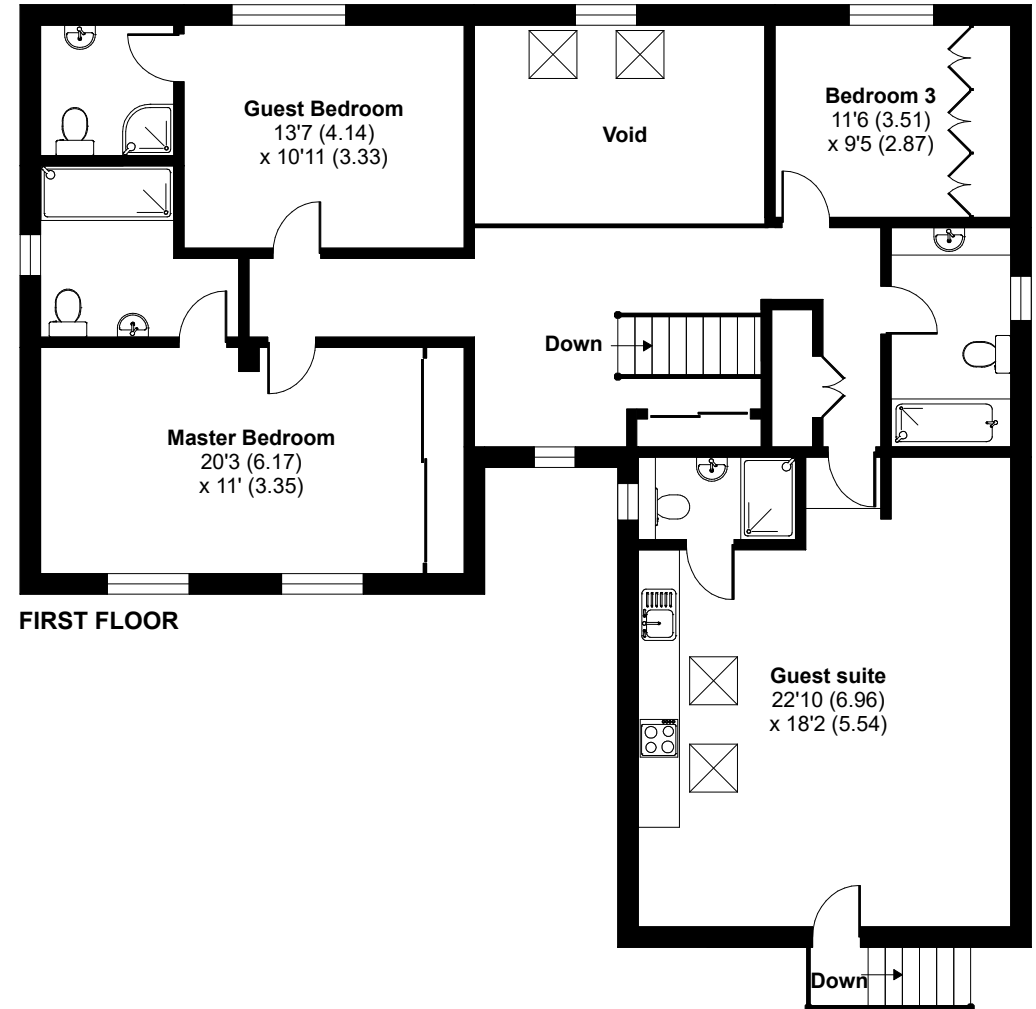 Guest Bedroom
13'7 (4.14)
x 10'11 (3.33)
Void
Bedroom 3
11'6 (3.51)
x 9'5 (2.87)
Down
Master Bedroom
20'3 (6.17)
x 11' (3.35)
FIRST FLOOR
Guest suite
22'10 (6.96)
x 18'2 (5.54)
Down